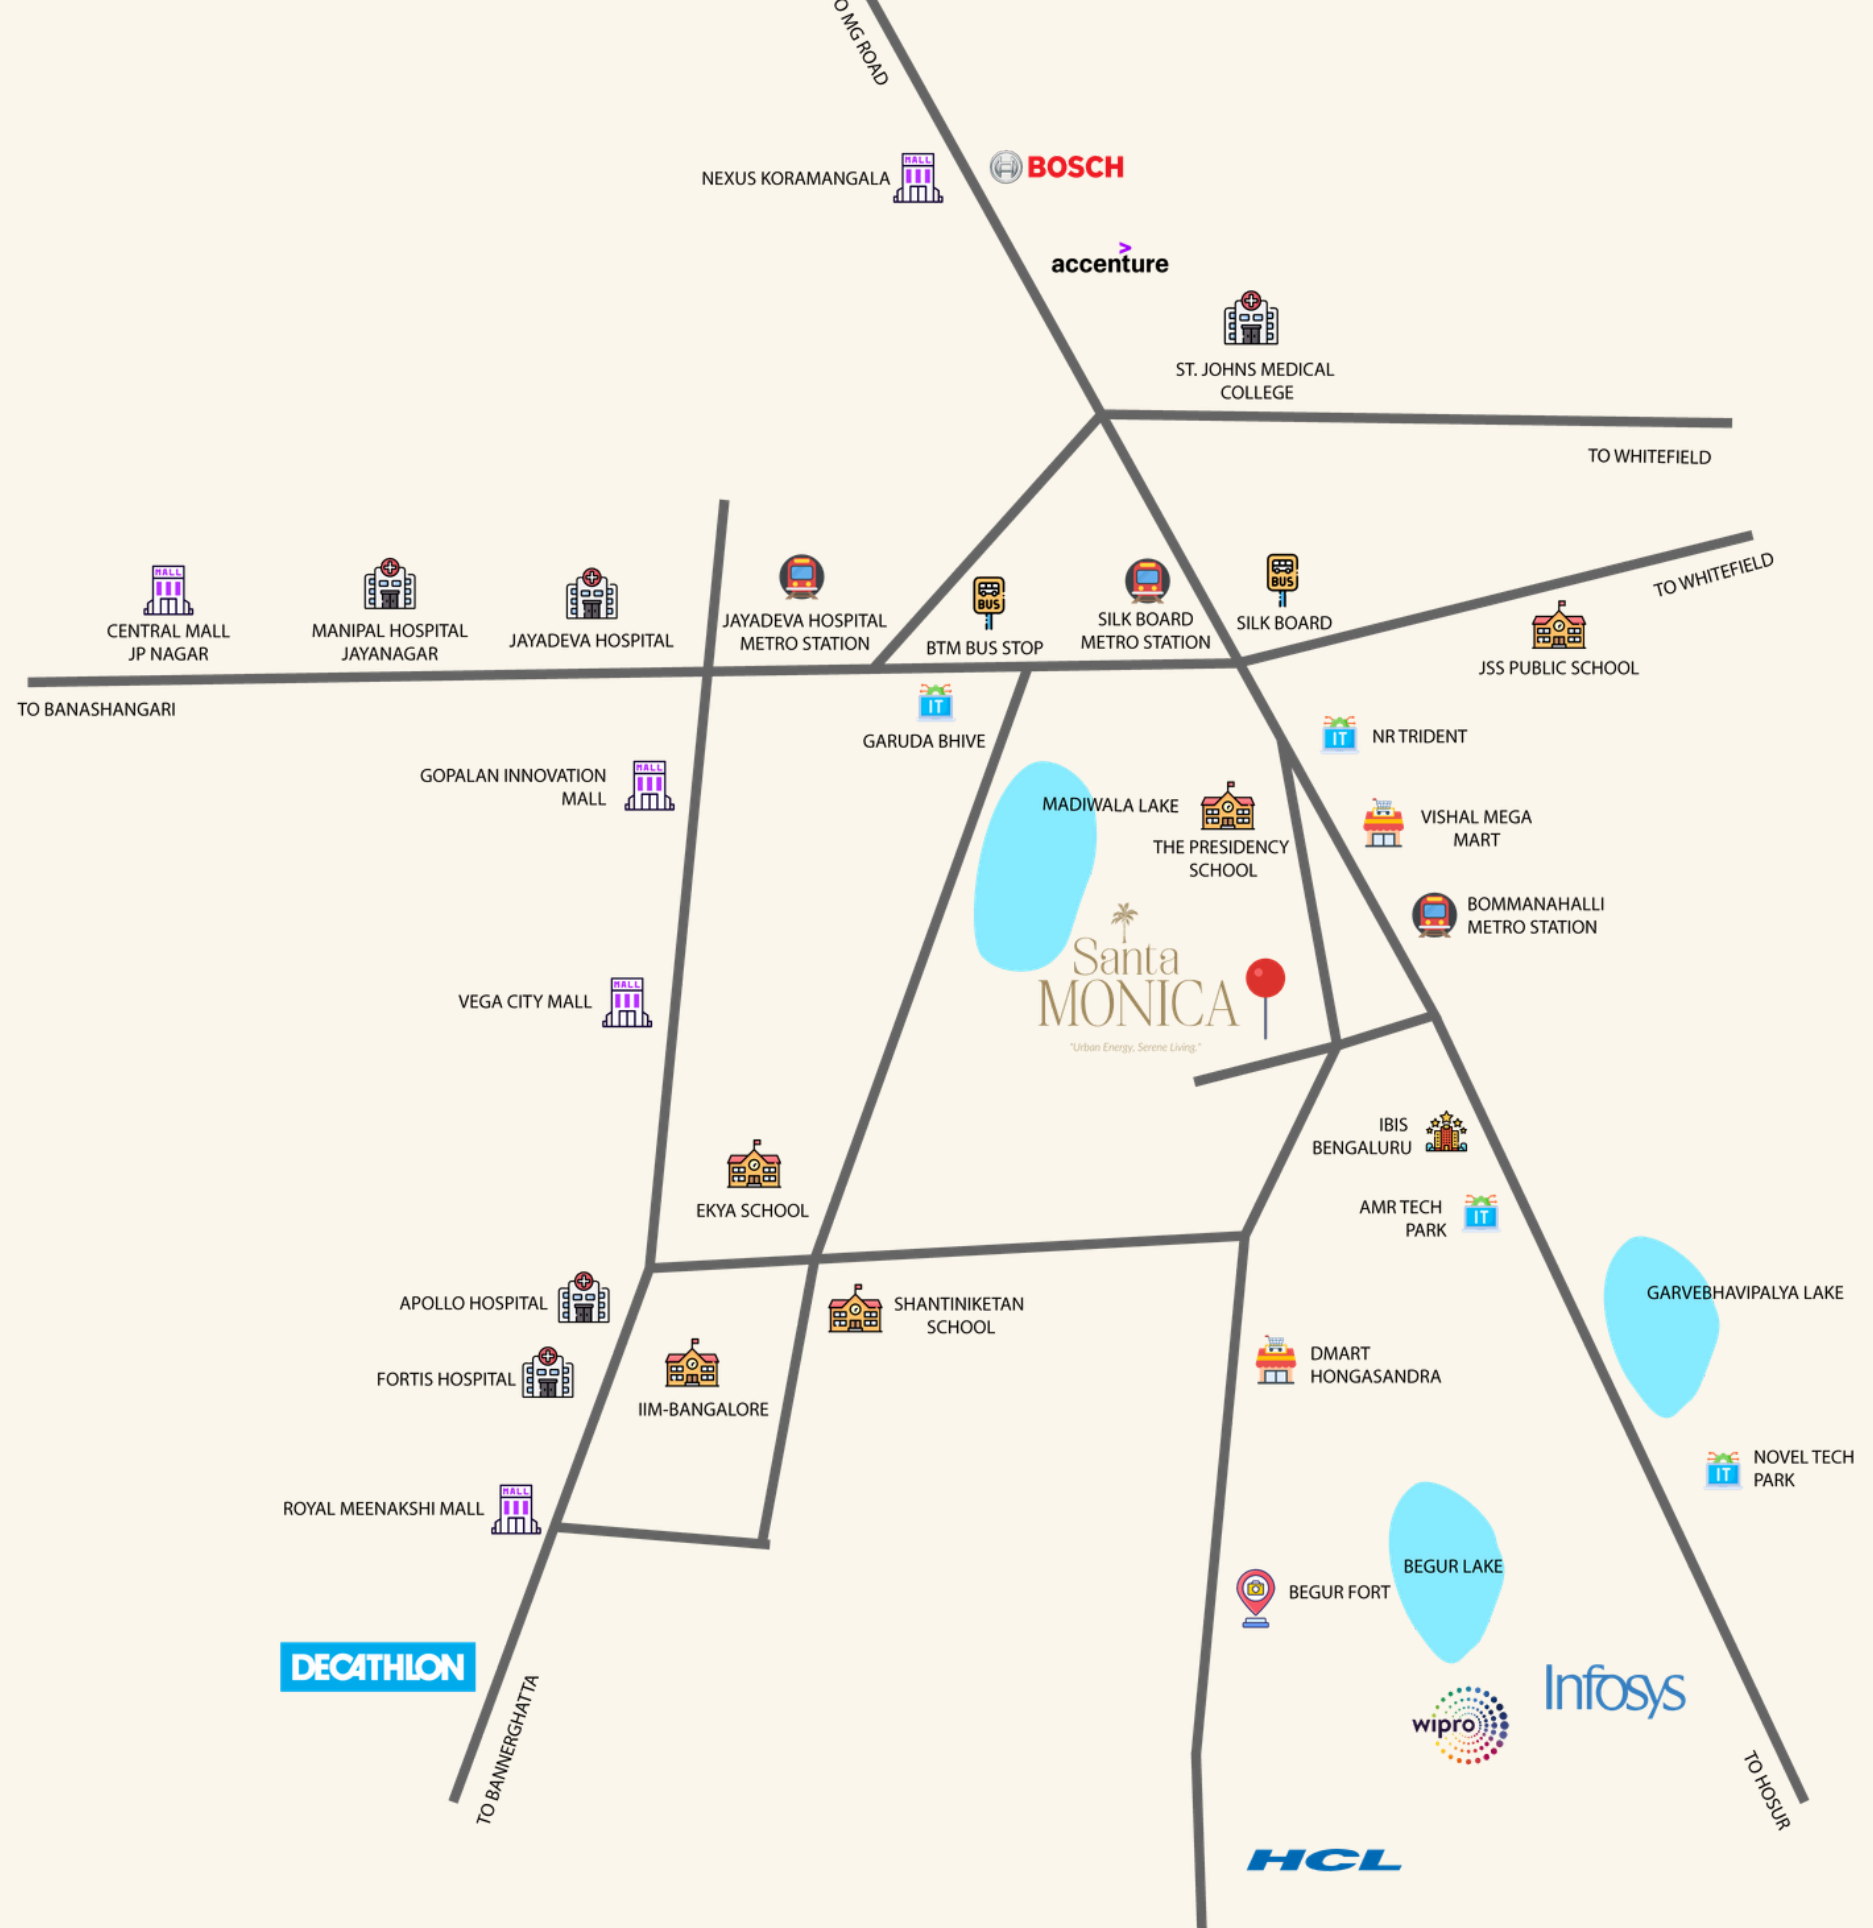 O MG ROAD
MALL
NEXUS KORAMANGALA
BOSCH
accenture
ST. JOHNS MEDICAL
COLLEGE
TO WHITEFIELD
TO WHITEFIELD
MALL
CENTRAL MALL
JP NAGAR
MANIPAL HOSPITAL
JAYANAGAR
JAYADEVA HOSPITAL
JAYADEVA HOSPITAL
METRO STATION
BUS
BTM BUS STOP
SILK BOARD
METRO STATION
BUS
SILK BOARD
JSS PUBLIC SCHOOL
TO BANASHANGARI
IT
GARUDA BHIVE
IT
NR TRIDENT
GOPALAN INNOVATION
MALL
MALL
MADIWALA LAKE
THE PRESIDENCY
SCHOOL
VISHAL MEGA
MART
BOMMANAHALLI
METRO STATION
Santa
MONICA
"Urban Energy, Serene Living."
VEGA CITY MALL
MALL
IBIS
BENGALURU
EKYA SCHOOL
AMR TECH
PARK
IT
GARVEBHAVIPALYA LAKE
APOLLO HOSPITAL
SHANTINIKETAN
SCHOOL
FORTIS HOSPITAL
IIM-BANGALORE
DMART
HONGASANDRA
IT
NOVEL TECH
PARK
ROYAL MEENAKSHI MALL
MALL
BEGUR LAKE
BEGUR FORT
DECATHLON
TO BANNERGHATTA
Infosys
wipro
TO HOSUR
HCL